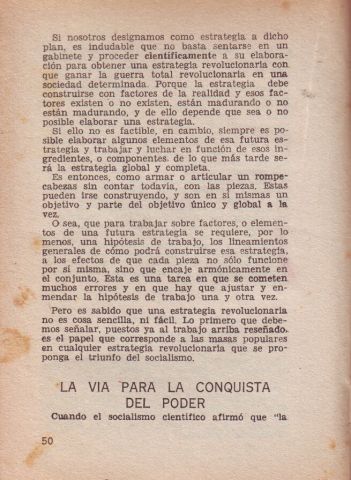 Si nosotros designamos como estrategia a dicho
plan, es indudable que no basta sentarse en un
gabinete y proceder científicamente a su elabora-
ción para obtener una estrategia revolucionaria con
que ganar la guerra total revolucionaria en una
sociedad determinada. Porque la estrategia debe
construirse con factores de la realidad y esos fac-
tores existen o no existen, están madurando o no
están madurando, y de ello depende que sea o no
posible elaborar una estrategia.
Si ello no es factible, en cambio, siempre es po-
sible elaborar algunos elementos de esa futura es-
trategia y trabajar y luchar en función de esos in-
gredientes, o componentes. de lo que más tarde se-
rá la estrategia global y completa.
Es entonces, como armar o articular un rompe-
cabezas sin contar todavía, con las piezas. Estas
pueden irse construyendo, y son en sí mismas un
objetivo y parte del objetivo único y global a la
vez.
O sea, que para trabajar sobre factores, o elemen-
tos de una futura estrategia se requiere, por lo
menos, una hipótesis de trabajo, los lineamientos
generales de cómo podrá construirse esa estrategia,
a los efectos de que cada pieza no sólo funcione
por sí misma, sino que encaje armónicamente en
el conjunto. Esta es una tarea en que se cometen
muchos errores y en que hay que ajustar y en-
mendar la hipótesis de trabajo una y otra vez.
Pero es sabido que una estrategia revolucionaria
no es cosa sencilla, ni fácil. Lo primero que debe-
mos señalar, puestos ya al trabajo arriba reseñado.
es el papel que corresponde a las masas populares
en cualquier estrategia revolucionaria que se pro-
ponga el triunfo del socialismo.
LA VIA PARA LA CONQUISTA
DEL PODER
Cuando el socialismo científico afirmó que "la
50